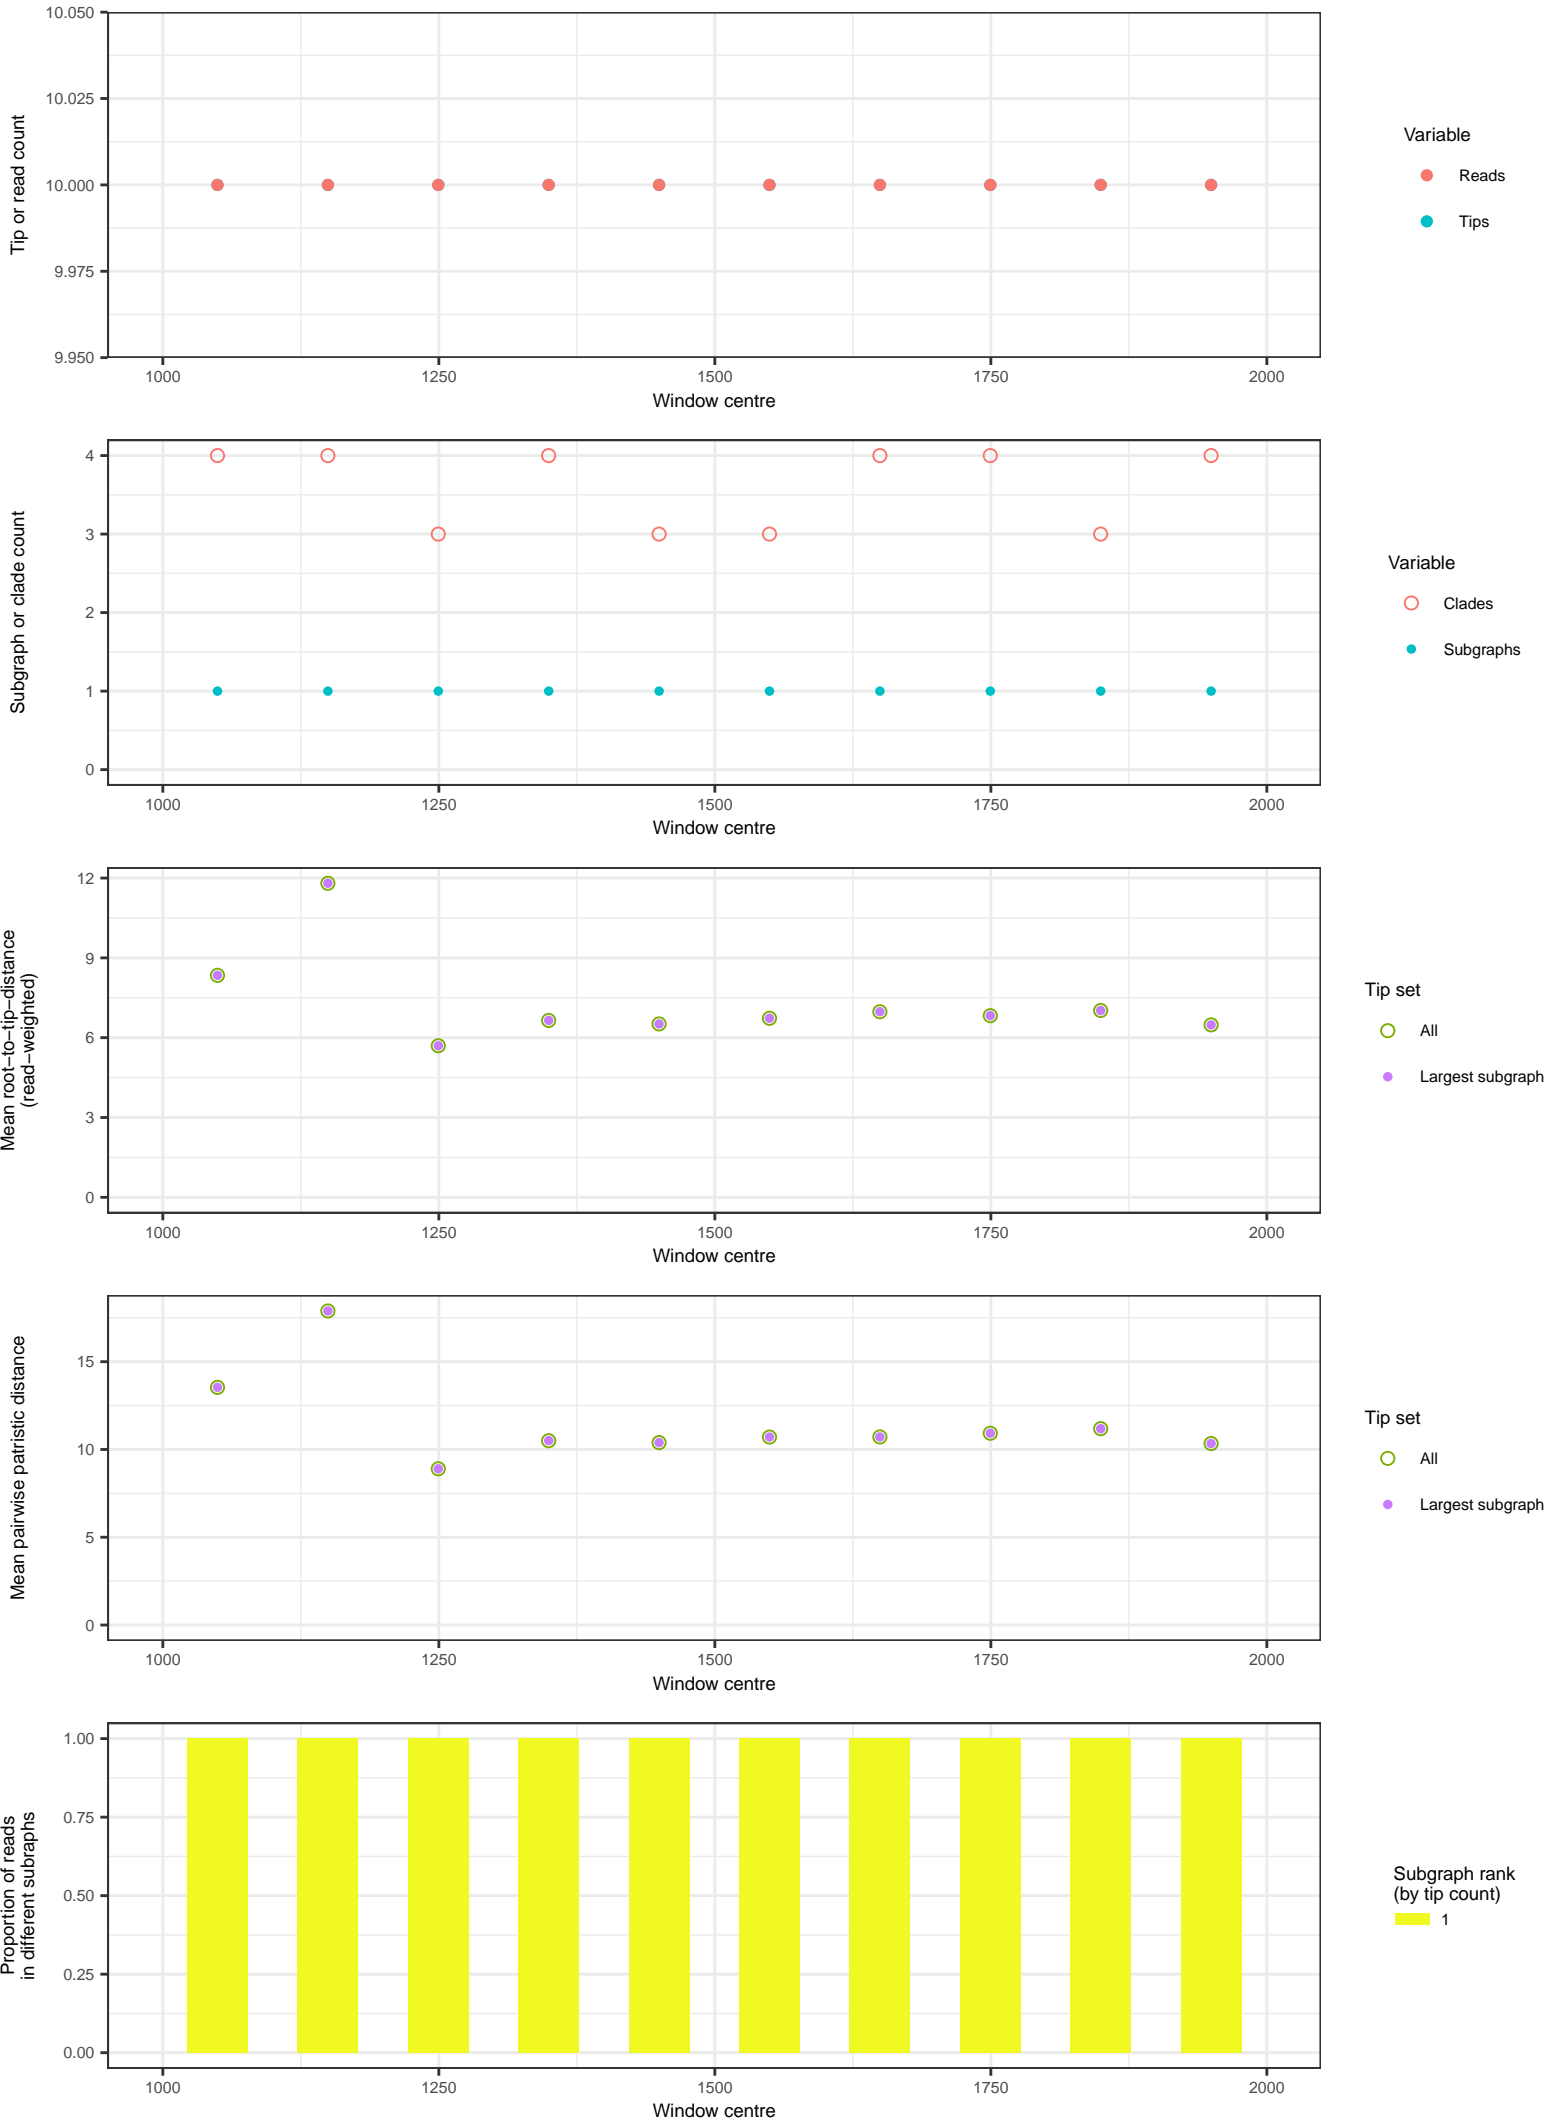 10.050
10.025
10.000
9.975
9.950
Tip or read count
1000
1250
1500
1750
2000
Window centre
Variable
Reads
Tips
4
3
2
1
0
Subgraph or clade count
1000
1250
1500
1750
2000
Window centre
Variable
Clades
Subgraphs
12
9
6
3
0
Mean root−to−tip−distance
(read−weighted)
1000
1250
1500
1750
2000
Window centre
Tip set
All
Largest subgraph
15
10
5
0
Mean pairwise patristic distance
1000
1250
1500
1750
2000
Window centre
Tip set
All
Largest subgraph
1.00
0.75
0.50
0.25
0.00
Proportion of reads
in different subraphs
1000
1250
1500
1750
2000
Window centre
Subgraph rank
(by tip count)
1